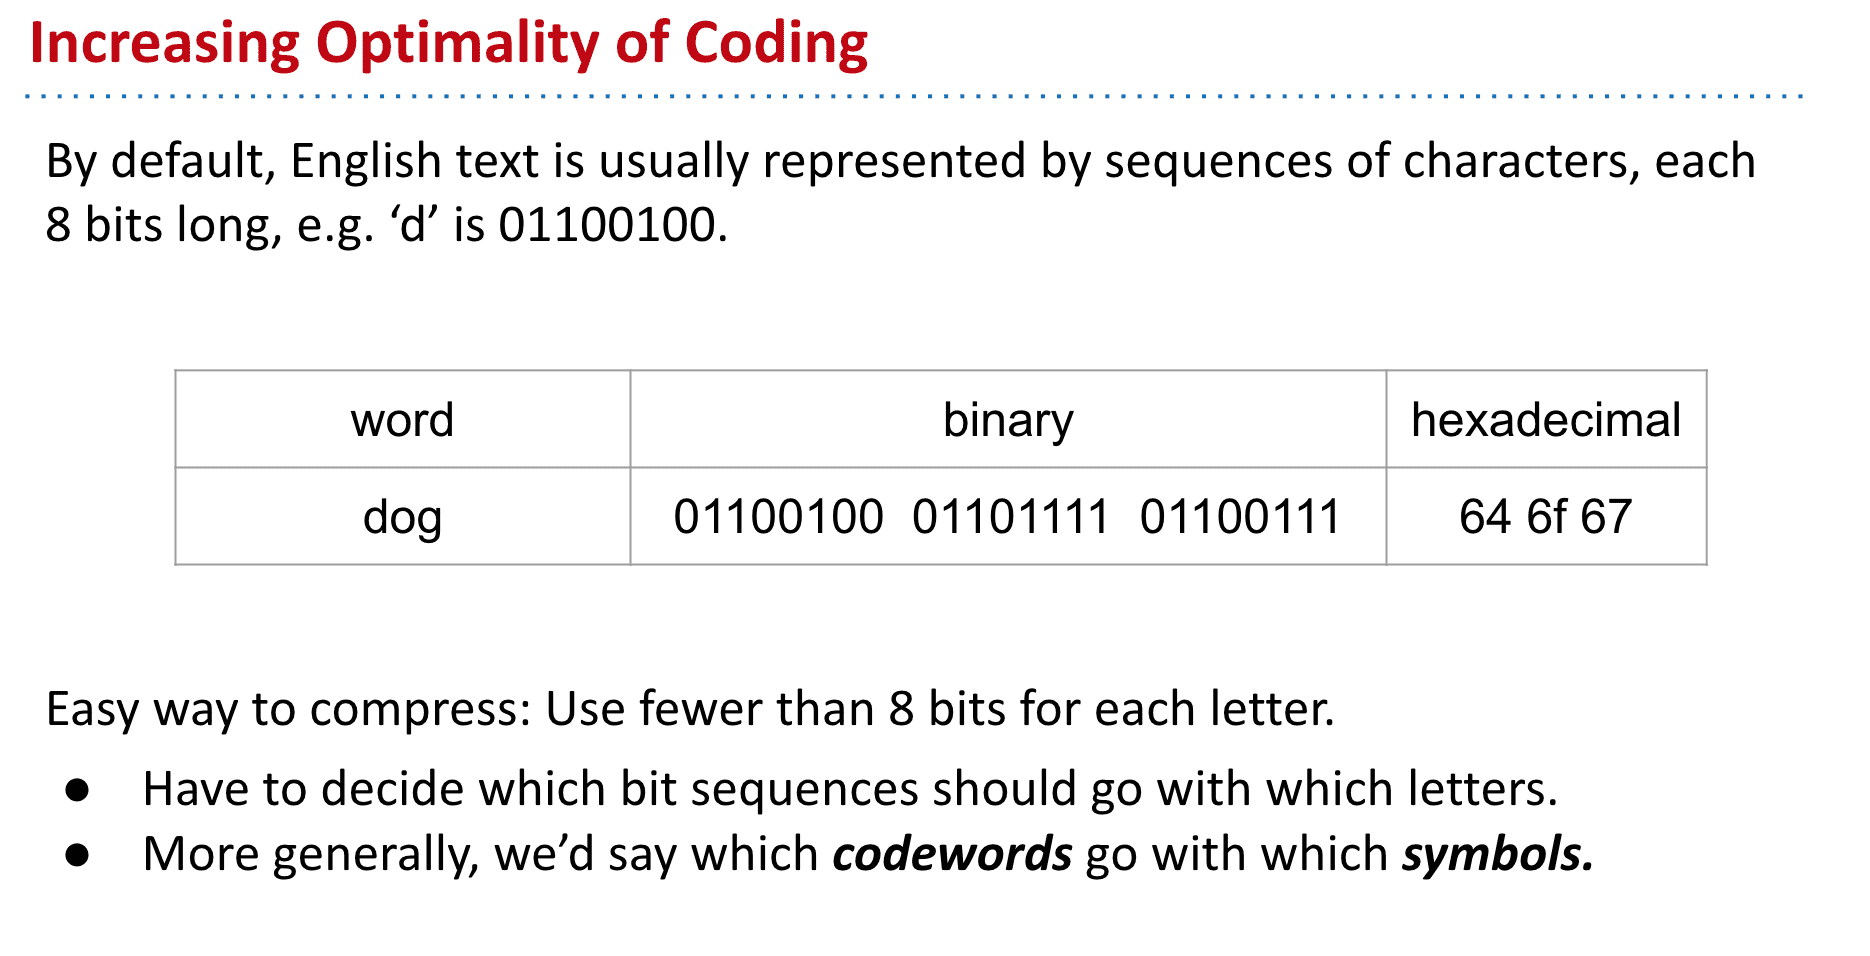 Increasing Optimality of Coding
By default, English text is usually represented by sequences of characters, each
8 bits long, e.g. ‘d’ is 01100100.
word binary hexadecimal
dog 01100100 01101111 01100111 64 6f 67
Easy way to compress: Use fewer than 8 bits for each letter.
● Have to decide which bit sequences should go with which letters.
● More generally, we’d say which codewords go with which symbols.